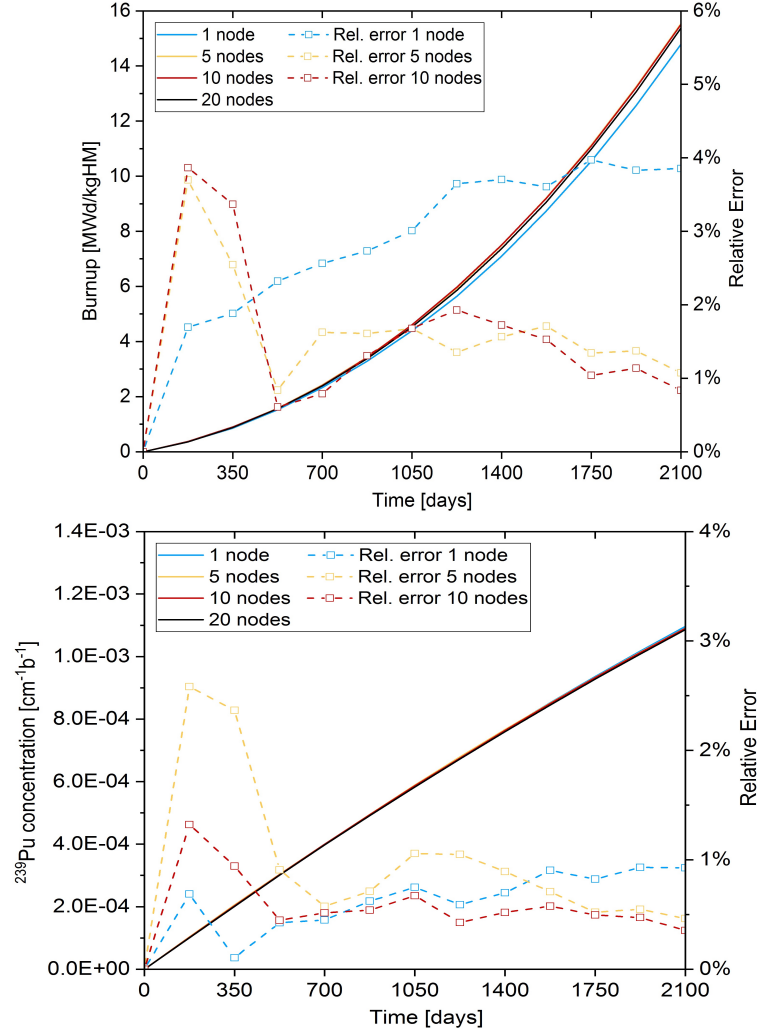 16
14
12
10
8
6
4
2
0
Burnup [MWd/kgHM]
1 node
5 nodes
10 nodes
20 nodes
Rel. error 1 node
Rel. error 5 nodes
Rel. error 10 nodes
6%
5%
4%
3%
2%
1%
0%
Relative Error
0 350 700 1050 1400 1750 2100
Time [days]
1.4E-03
1.2E-03
1.0E-03
8.0E-04
6.0E-04
4.0E-04
2.0E-04
0.0E+00
²³⁹Pu concentration [cm⁻¹b⁻¹]
1 node
5 nodes
10 nodes
20 nodes
Rel. error 1 node
Rel. error 5 nodes
Rel. error 10 nodes
4%
3%
2%
1%
0%
Relative Error
0 350 700 1050 1400 1750 2100
Time [days]